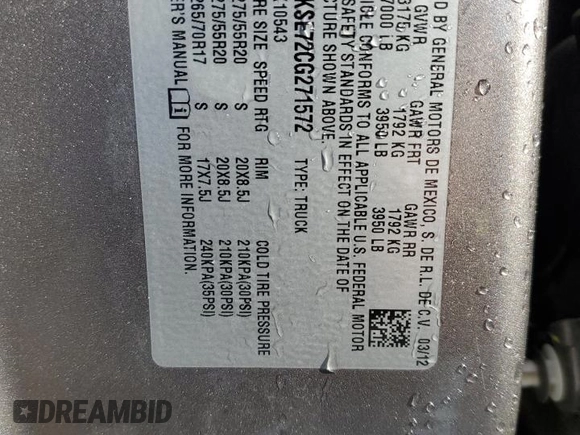 D BY GENERAL MOTORS DE MEXICO, S. DE R.L. DE C.V. 03/12
GVWR GAWR FRT GAWR RR
3175 KG 1792 KG 1792 KG
7000 LB 3950 LB 3950 LB
HICLE CONFORMS TO ALL APPLICABLE U.S. FEDERAL MOTOR
SAFETY STANDARDS IN EFFECT ON THE DATE OF
CTURE SHOWN ABOVE.
KSE72CG271572 TYPE: TRUCK
10543
RE SIZE SPEED RTG RIM COLD TIRE PRESSURE
275/55R20 S 20X8.5J 210KPA(30PSI)
275/55R20 S 20X8.5J 210KPA(30PSI)
265/70R17 S 17X7.5J 240KPA(35PSI)
ER'S MANUAL FOR MORE INFORMATION.
DREAMBID